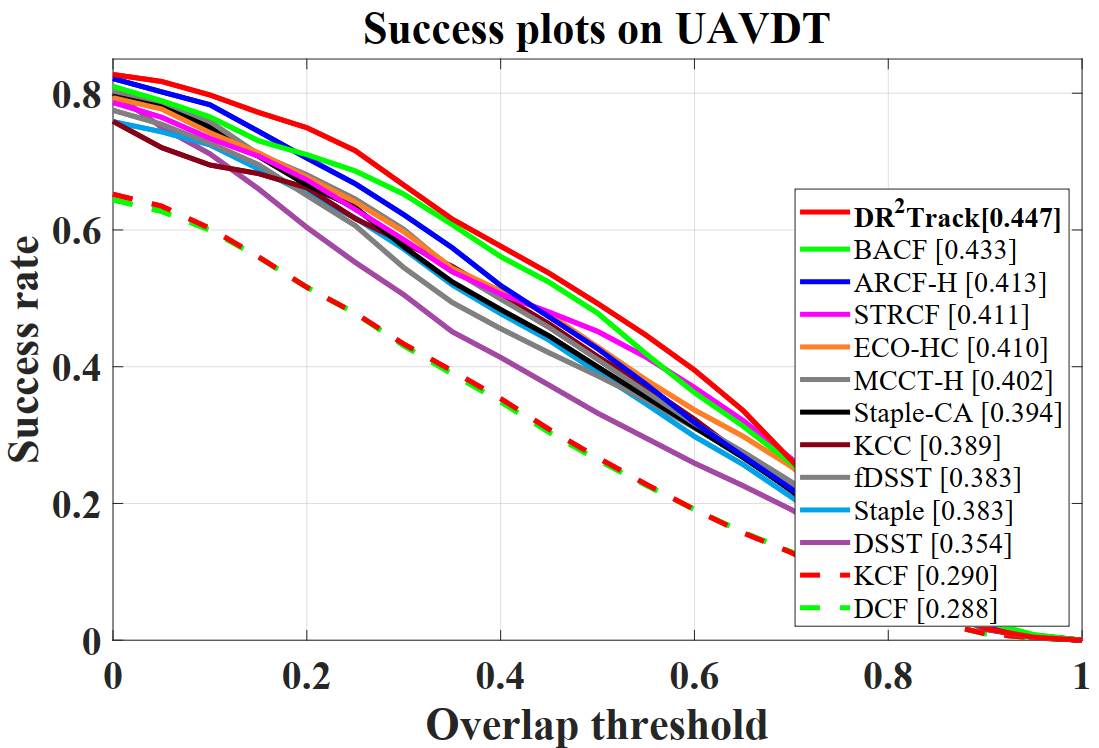 Success plots on UAVDT
Success rate
0.8
0.6
0.4
0.2
0
DR²Track[0.447]
BACF [0.433]
ARCF-H [0.413]
STRCF [0.411]
ECO-HC [0.410]
MCCT-H [0.402]
Staple-CA [0.394]
KCC [0.389]
fDSST [0.383]
Staple [0.383]
DSST [0.354]
KCF [0.290]
DCF [0.288]
0 0.2 0.4 0.6 0.8 1
Overlap threshold